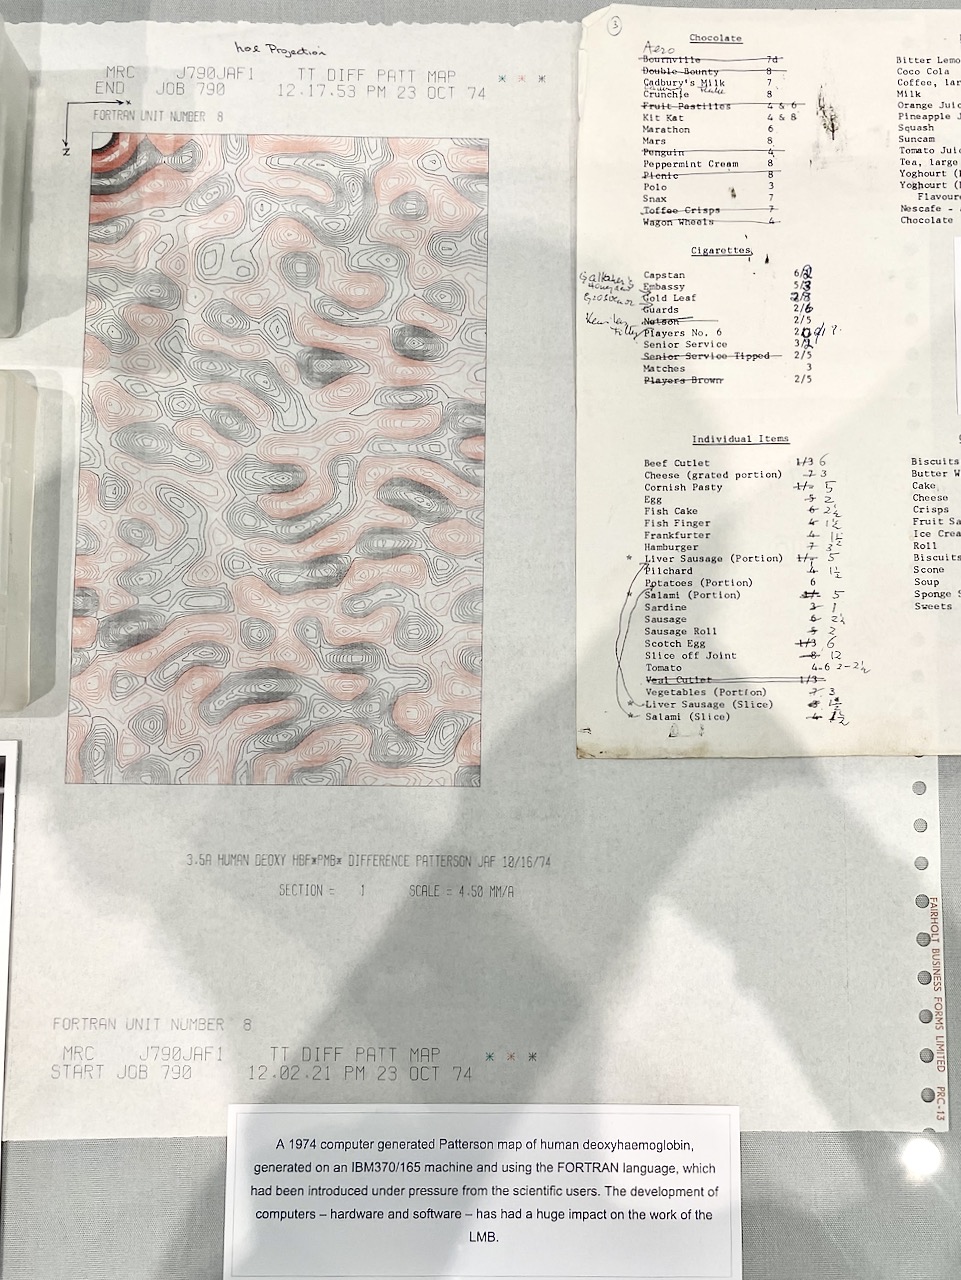 hol Projection
MRC J790JAF1 TT DIFF PATT MAP * * *
END JOB 790 12.17.53 PM 23 OCT 74
x
FORTRAN UNIT NUMBER 8
Z
3.5A HUMAN DEOXY HBF*PMB* DIFFERENCE PATTERSON JAF 10/16/74
SECTION = 1 SCALE = 4.50 MM/A
FORTRAN UNIT NUMBER 8
MRC J790JAF1 TT DIFF PATT MAP * * *
START JOB 790 12.02.21 PM 23 OCT 74
FAIRHOLT BUSINESS FORMS LIMITED PRC-13
A 1974 computer generated Patterson map of human deoxyhaemoglobin,
generated on an IBM370/165 machine and using the FORTRAN language, which
had been introduced under pressure from the scientific users. The development of
computers – hardware and software – has had a huge impact on the work of the
LMB.
3
Chocolate
Aero
Bournville 7d
Double Bounty 8
Cadbury's Milk 7
Crunchie 8
Fruit Pastilles 4 & 6
Kit Kat 4 & 8
Marathon 6
Mars 8
Penguin 4
Peppermint Cream 8
Picnic 8
Polo 3
Snax 7
Toffee Crisps 7
Wagon Wheels 4
Cigarettes
Capstan 6/
Embassy 5/3
Gold Leaf
Guards 2/6
Nelson 2/5
Players No. 6
Senior Service 3/
Senior Service Tipped 2/5
Matches 3
Players Brown 2/5
Individual Items
Beef Cutlet 1/3 6
Cheese (grated portion) 7 3
Cornish Pasty 1/- 5
Egg 5 2
Fish Cake 6 2½
Fish Finger 4 1½
Frankfurter 4 1½
Hamburger 7 3½
* Liver Sausage (Portion) 1/- 5
Pilchard 4 1½
Potatoes (Portion) 6
* Salami (Portion) 5
Sardine 3 1
Sausage 6 2½
Sausage Roll 5 2
Scotch Egg 1/3 6
Slice off Joint 8 12
Tomato 4-6 2-2½
Veal Cutlet 1/3
Vegetables (Portion) 7 3
* Liver Sausage (Slice) 1½
* Salami (Slice) 4 1½
Bitter Lemo
Coco Cola
Coffee, lar
Milk
Orange Juic
Pineapple J
Squash
Suncam
Tomato Juic
Tea, large
Yoghourt (
Yoghourt (
Flavour
Nescafe -
Chocolate
Biscuits
Butter W
Cake
Cheese
Crisps
Fruit Sa
Ice Crea
Roll
Biscuits
Scone
Soup
Sponge S
Sweets